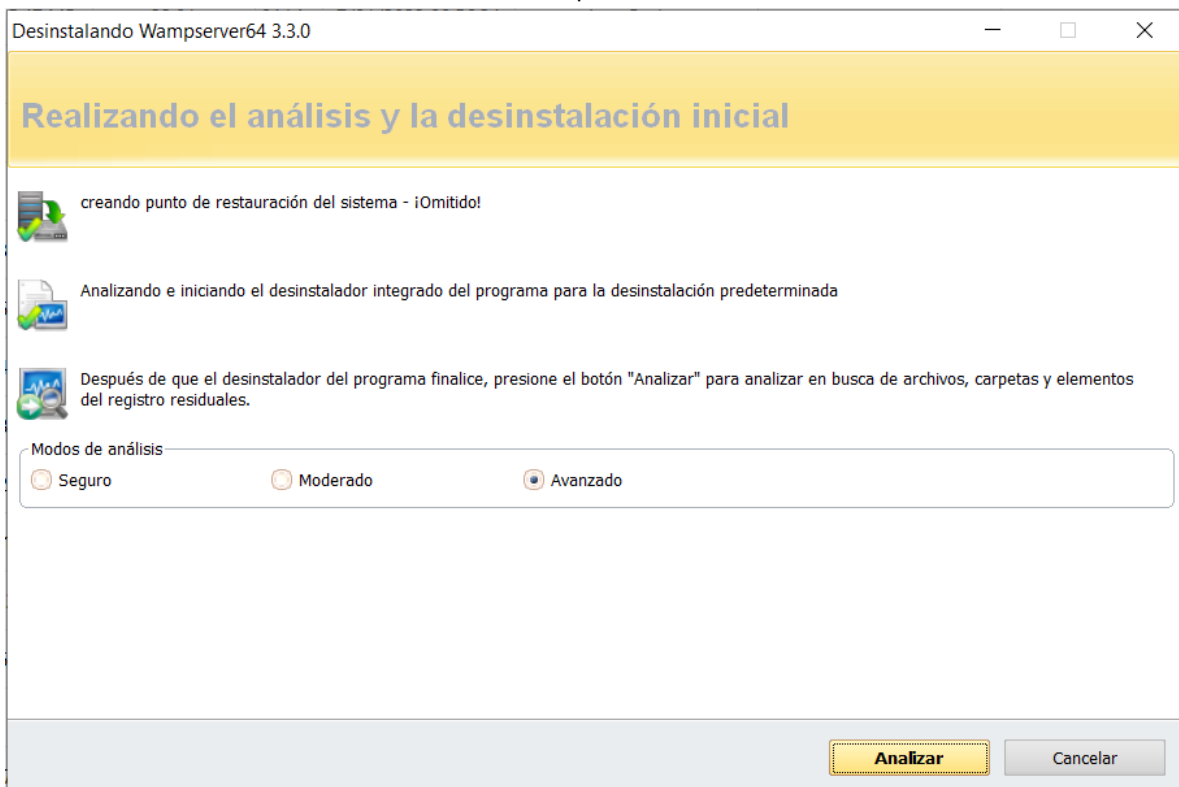 Desinstalando Wampserver64 3.3.0
Realizando el análisis y la desinstalación inicial
creando punto de restauración del sistema - ¡Omitido!
Analizando e iniciando el desinstalador integrado del programa para la desinstalación predeterminada
Después de que el desinstalador del programa finalice, presione el botón "Analizar" para analizar en busca de archivos, carpetas y elementos
del registro residuales.
Modos de análisis
Seguro Moderado Avanzado
Analizar Cancelar